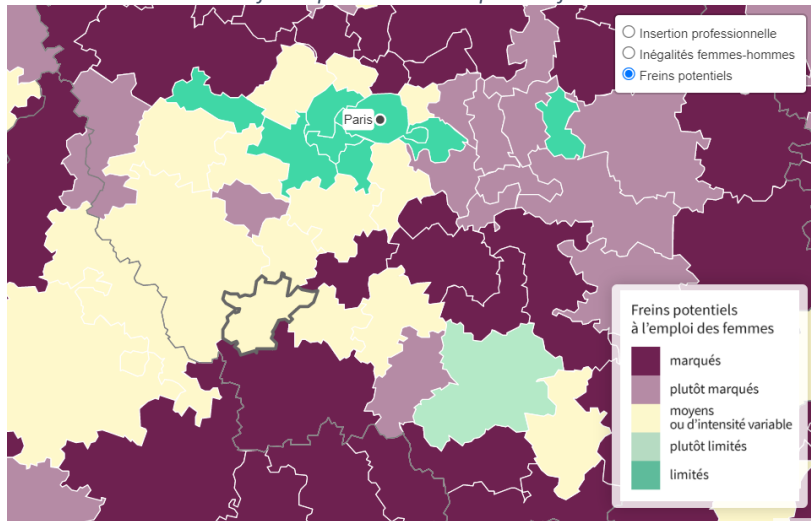 Insertion professionnelle
Inégalités femmes-hommes
Freins potentiels
Paris
Freins potentiels
à l'emploi des femmes
marqués
plutôt marqués
moyens
ou d'intensité variable
plutôt limités
limités